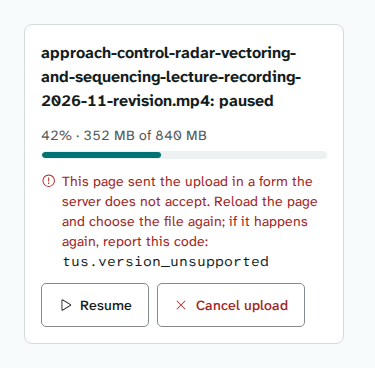 approach-control-radar-vectoring-
and-sequencing-lecture-recording-
2026-11-revision.mp4: paused
42% · 352 MB of 840 MB
This page sent the upload in a form the
server does not accept. Reload the page
and choose the file again; if it happens
again, report this code:
tus.version_unsupported
Resume
Cancel upload